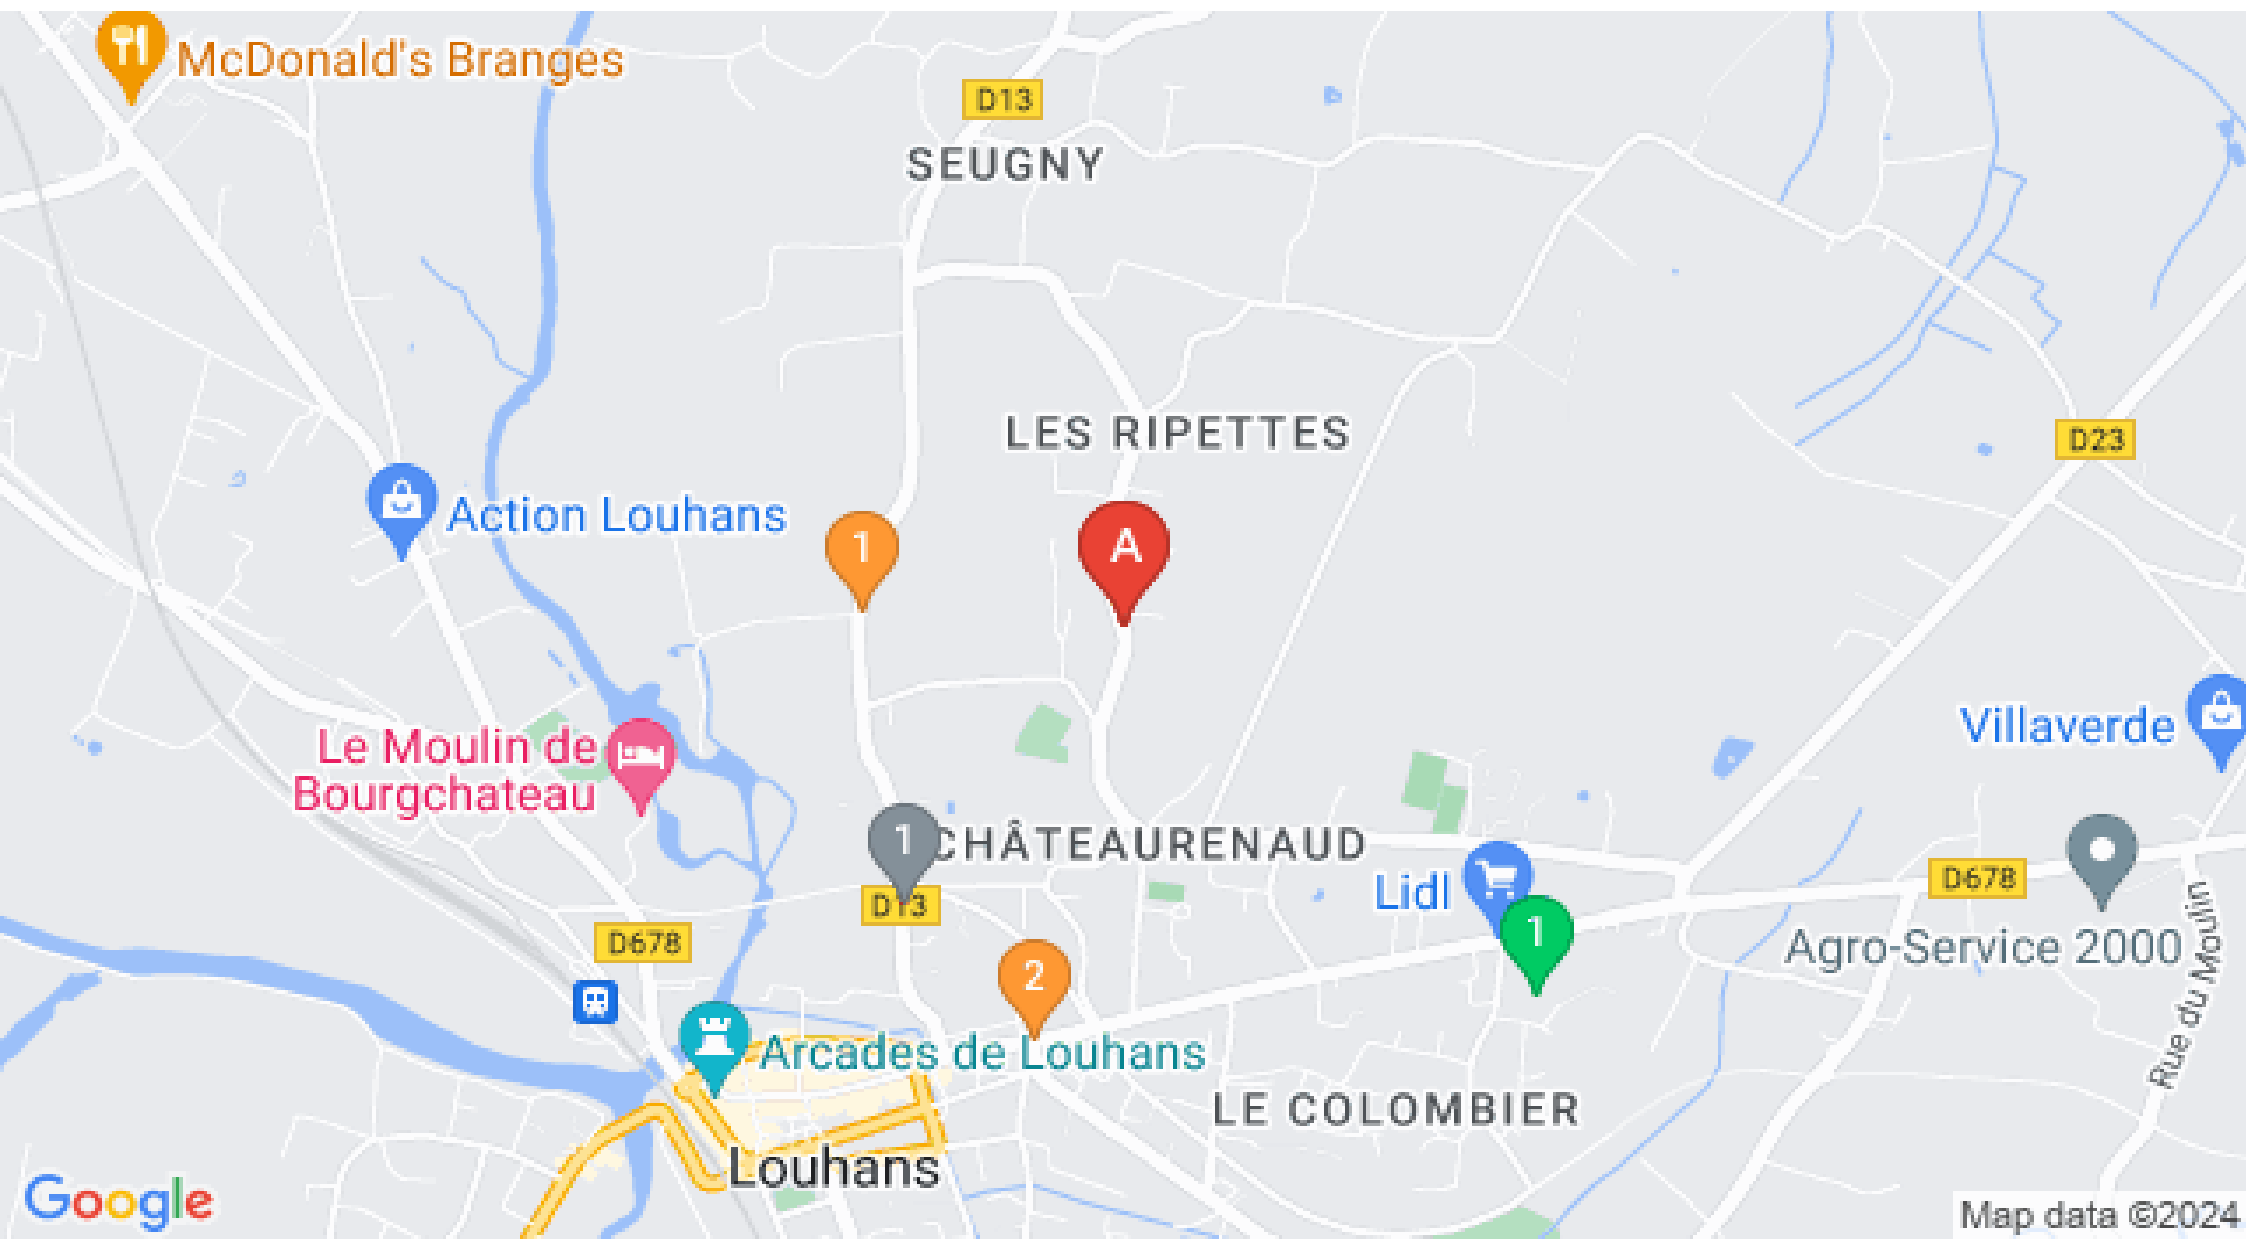 McDonald's Branges
D13
SEUGNY
LES RIPETTES
D23
Action Louhans
1
A
Villaverde
Le Moulin de
Bourgchateau
1
CHÂTEAURENAUD
Lidl
D13
D678
1
D678
Agro-Service 2000
2
Rue du Moulin
Arcades de Louhans
LE COLOMBIER
Louhans
Google
Map data ©2024